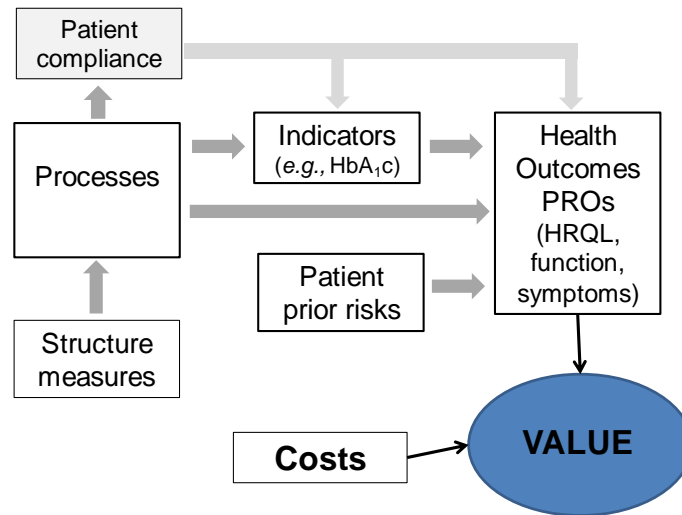 Patient
compliance
Processes
Indicators
(e.g., HbA₁c)
Health
Outcomes
PROs
(HRQL,
function,
symptoms)
Patient
prior risks
Structure
measures
Costs
VALUE